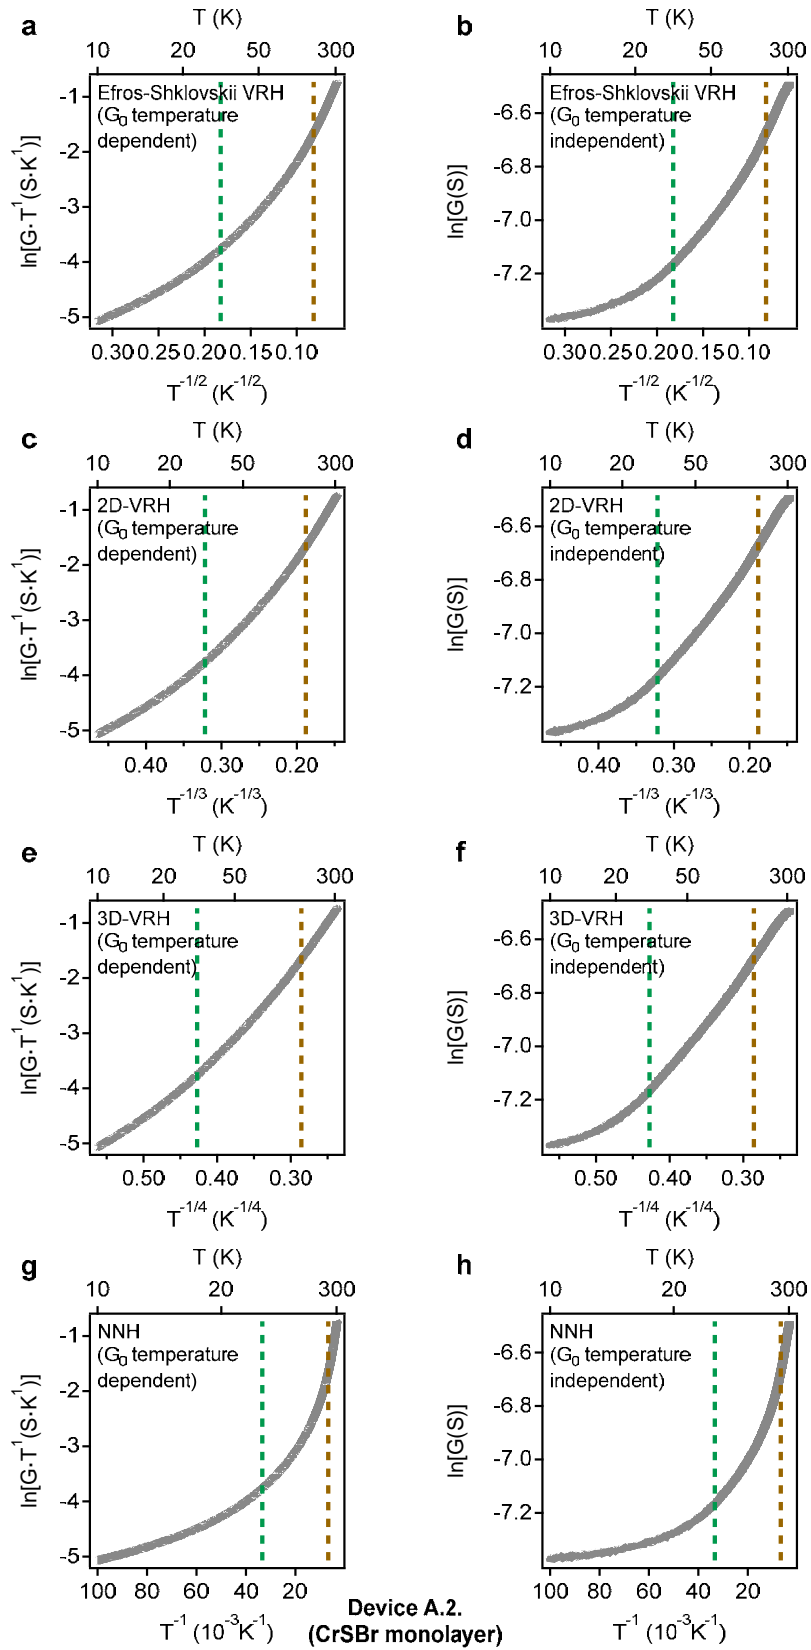 a
T (K)
10 30 50 300
Efros-Shklovskii VRH
(G0 temperature
dependent)
ln[G·T¹(S·K¹)]
-1
-2
-3
-4
-5
0.30 0.25 0.20 0.15 0.10
T^-1/2 (K^-1/2)
b
T (K)
10 30 50 300
Efros-Shklovskii VRH
(G0 temperature
independent)
ln[G(S)]
-6.6
-6.8
-7.0
-7.2
0.30 0.25 0.20 0.15 0.10
T^-1/2 (K^-1/2)
c
T (K)
10 20 50 300
2D-VRH
(G0 temperature
dependent)
ln[G·T¹(S·K¹)]
-1
-2
-3
-4
-5
0.40 0.30 0.20
T^-1/3 (K^-1/3)
d
T (K)
10 20 50 300
2D-VRH
(G0 temperature
independent)
ln[G(S)]
-6.6
-6.8
-7.0
-7.2
0.40 0.30 0.20
T^-1/3 (K^-1/3)
e
T (K)
10 20 50 300
3D-VRH
(G0 temperature
dependent)
ln[G·T¹(S·K¹)]
-1
-2
-3
-4
-5
0.50 0.40 0.30
T^-1/4 (K^-1/4)
f
T (K)
10 20 50 300
3D-VRH
(G0 temperature
independent)
ln[G(S)]
-6.6
-6.8
-7.0
-7.2
0.50 0.40 0.30
T^-1/4 (K^-1/4)
g
T (K)
10 20 300
NNH
(G0 temperature
dependent)
ln[G·T¹(S·K¹)]
-1
-2
-3
-4
-5
100 80 60 40 20
T^-1 (10^-3K^-1)
h
T (K)
10 20 300
NNH
(G0 temperature
independent)
ln[G(S)]
-6.6
-6.8
-7.0
-7.2
100 80 60 40 20
T^-1 (10^-3K^-1)
Device A.2.
(CrSBr monolayer)